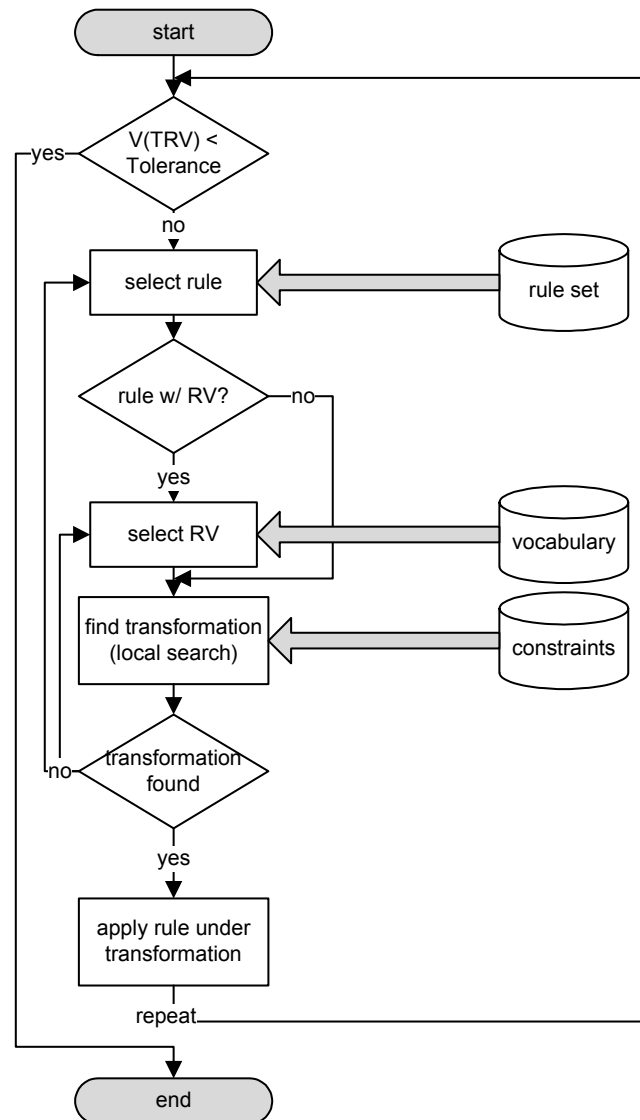 start
V(TRV) <
Tolerance
yes
no
select rule
rule set
rule w/ RV?
no
yes
select RV
vocabulary
find transformation
(local search)
constraints
transformation
found
no
yes
apply rule under
transformation
repeat
end